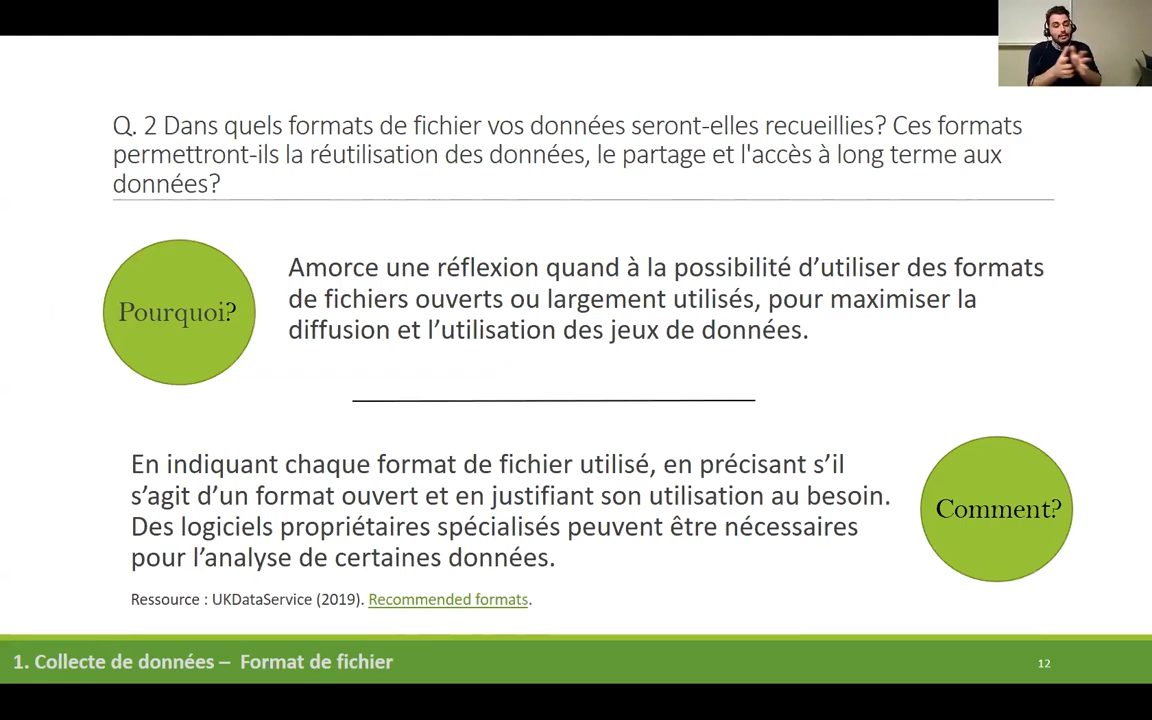 Q. 2 Dans quels formats de fichier vos données seront-elles recueillies? Ces formats
permettront-ils la réutilisation des données, le partage et l'accès à long terme aux
données?
Pourquoi?
Amorce une réflexion quand à la possibilité d’utiliser des formats
de fichiers ouverts ou largement utilisés, pour maximiser la
diffusion et l’utilisation des jeux de données.
En indiquant chaque format de fichier utilisé, en précisant s’il
s’agit d’un format ouvert et en justifiant son utilisation au besoin.
Des logiciels propriétaires spécialisés peuvent être nécessaires
pour l’analyse de certaines données.
Comment?
Ressource : UKDataService (2019). Recommended formats.
1. Collecte de données – Format de fichier
12